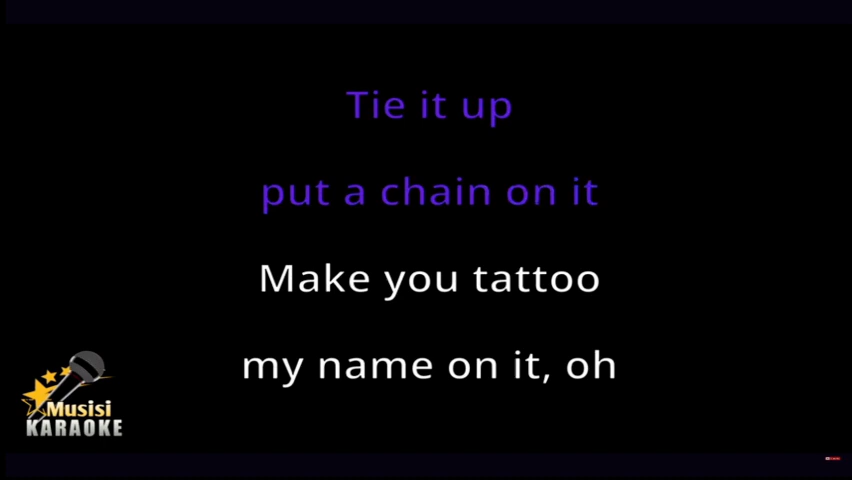 Tie it up
put a chain on it
Make you tattoo
my name on it, oh
Musisi
KARAOKE